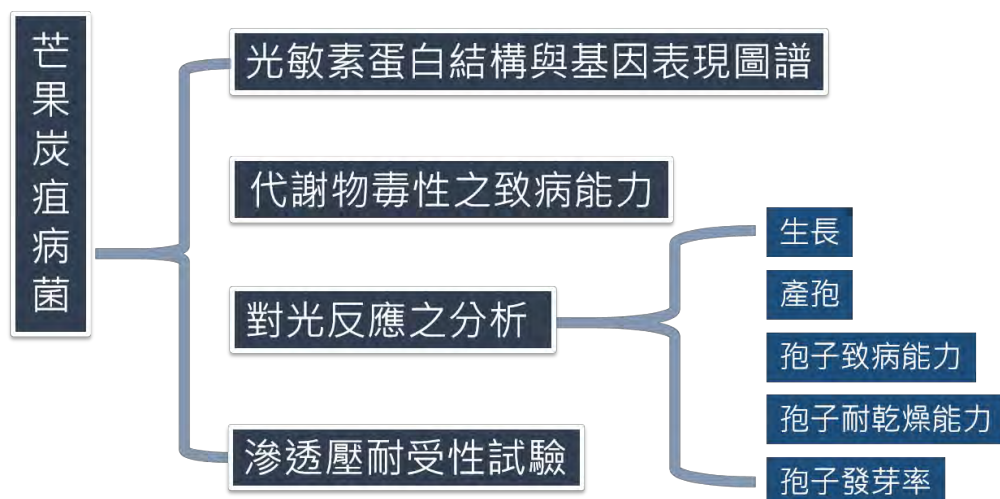 芒果炭疽病菌
光敏素蛋白結構與基因表現圖譜
代謝物毒性之致病能力
對光反應之分析
生長
產孢
孢子致病能力
孢子耐乾燥能力
孢子發芽率
滲透壓耐受性試驗